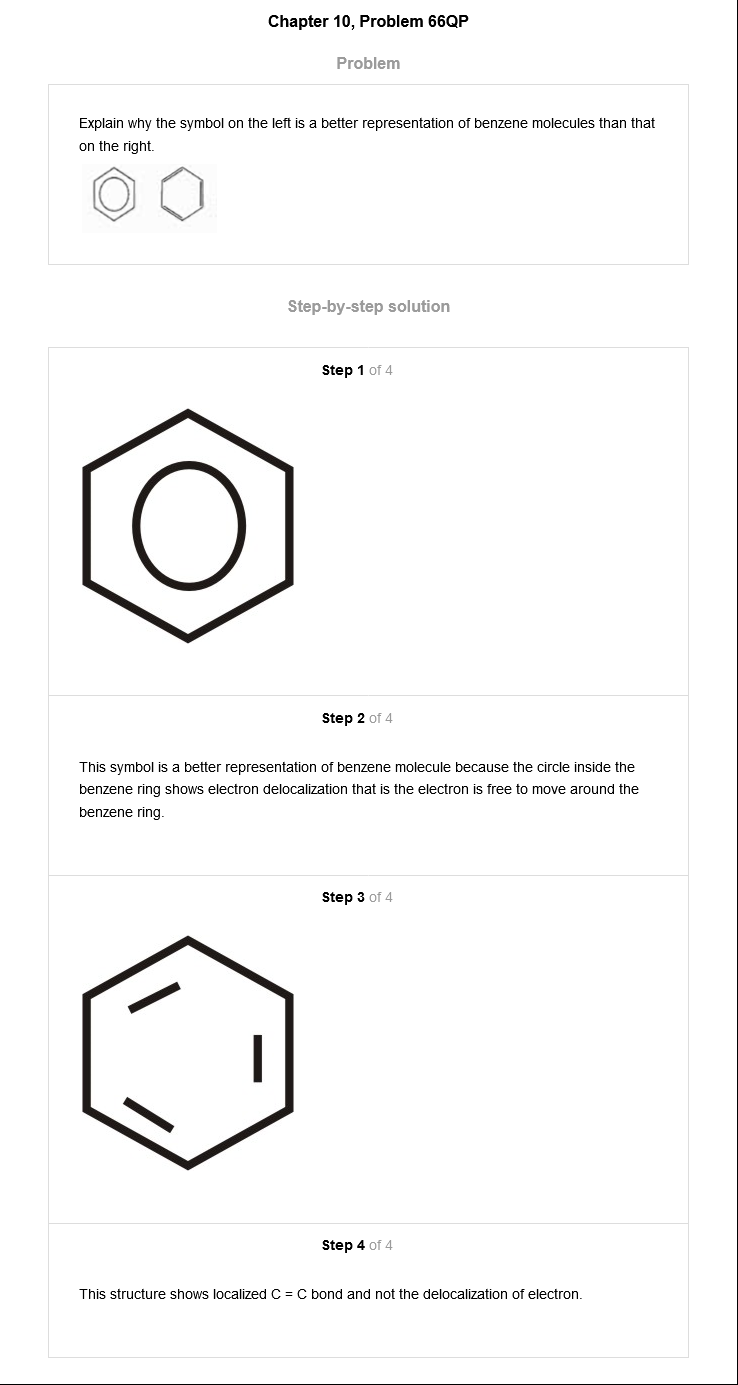 Chapter 10, Problem 66QP
Problem
Explain why the symbol on the left is a better representation of benzene molecules than that
on the right.
Step-by-step solution
Step 1 of 4
Step 2 of 4
This symbol is a better representation of benzene molecule because the circle inside the
benzene ring shows electron delocalization that is the electron is free to move around the
benzene ring.
Step 3 of 4
Step 4 of 4
This structure shows localized C = C bond and not the delocalization of electron.